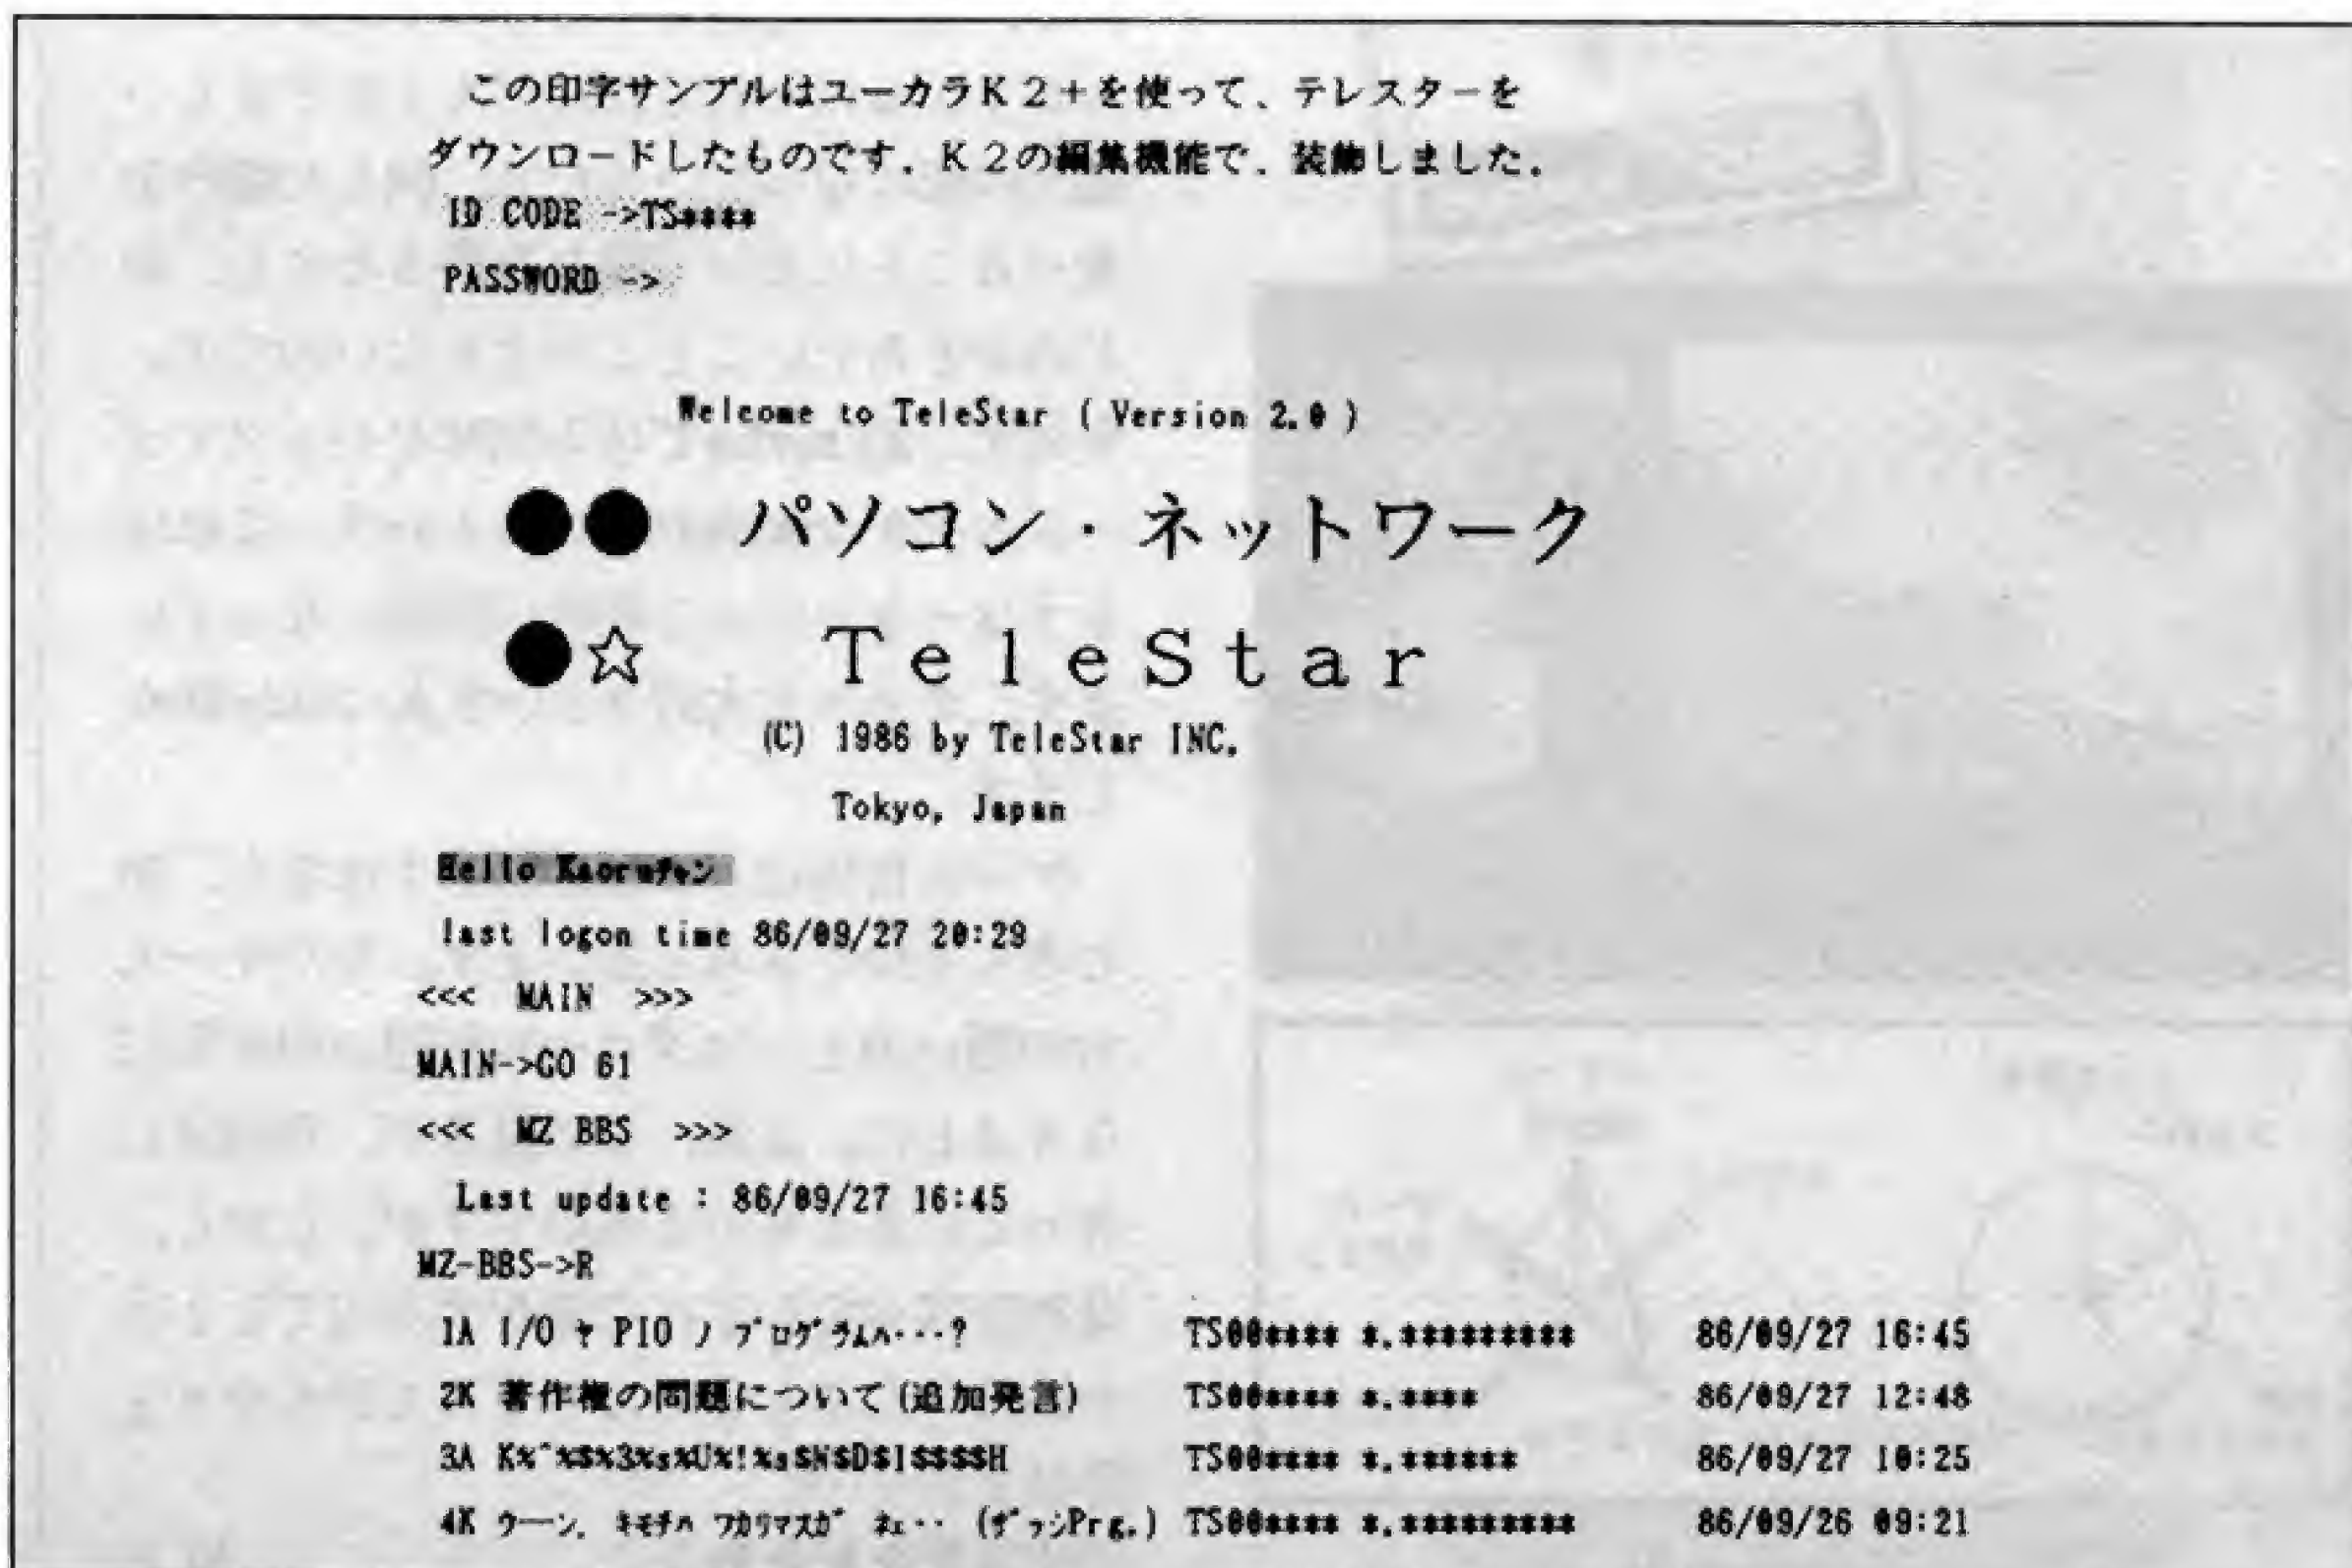 この印字サンプルはユーカラK2+を使って、テレスターを
ダウンロードしたものです．K2の編集機能で、装飾しました．
ID CODE ->TS****
PASSWORD ->
Welcome to TeleStar ( Version 2.0 )
●● パソコン・ネットワーク
●☆ TeleStar
(C) 1986 by TeleStar INC.
Tokyo, Japan
Hello Kaoruﾁｬﾝ
last logon time 86/09/27 20:29
<<< MAIN >>>
MAIN->GO 61
<<< MZ BBS >>>
Last update : 86/09/27 16:45
MZ-BBS->R
1A I/O ﾔ PIO ﾉ ﾌﾟﾛｸﾞﾗﾑﾊ･･･? TS00**** *.********* 86/09/27 16:45
2K 著作権の問題について(追加発言) TS00**** *.**** 86/09/27 12:48
3A K%^%$%3%s%U%!%s$N$D$I$$$$H TS00**** *.****** 86/09/27 10:25
4K ウーン. ｷﾓﾁﾊ ﾜｶﾘﾏｽｶﾞ ﾈｪ･･ (ｻﾞｯｼPrg.) TS00**** *.********* 86/09/26 09:21